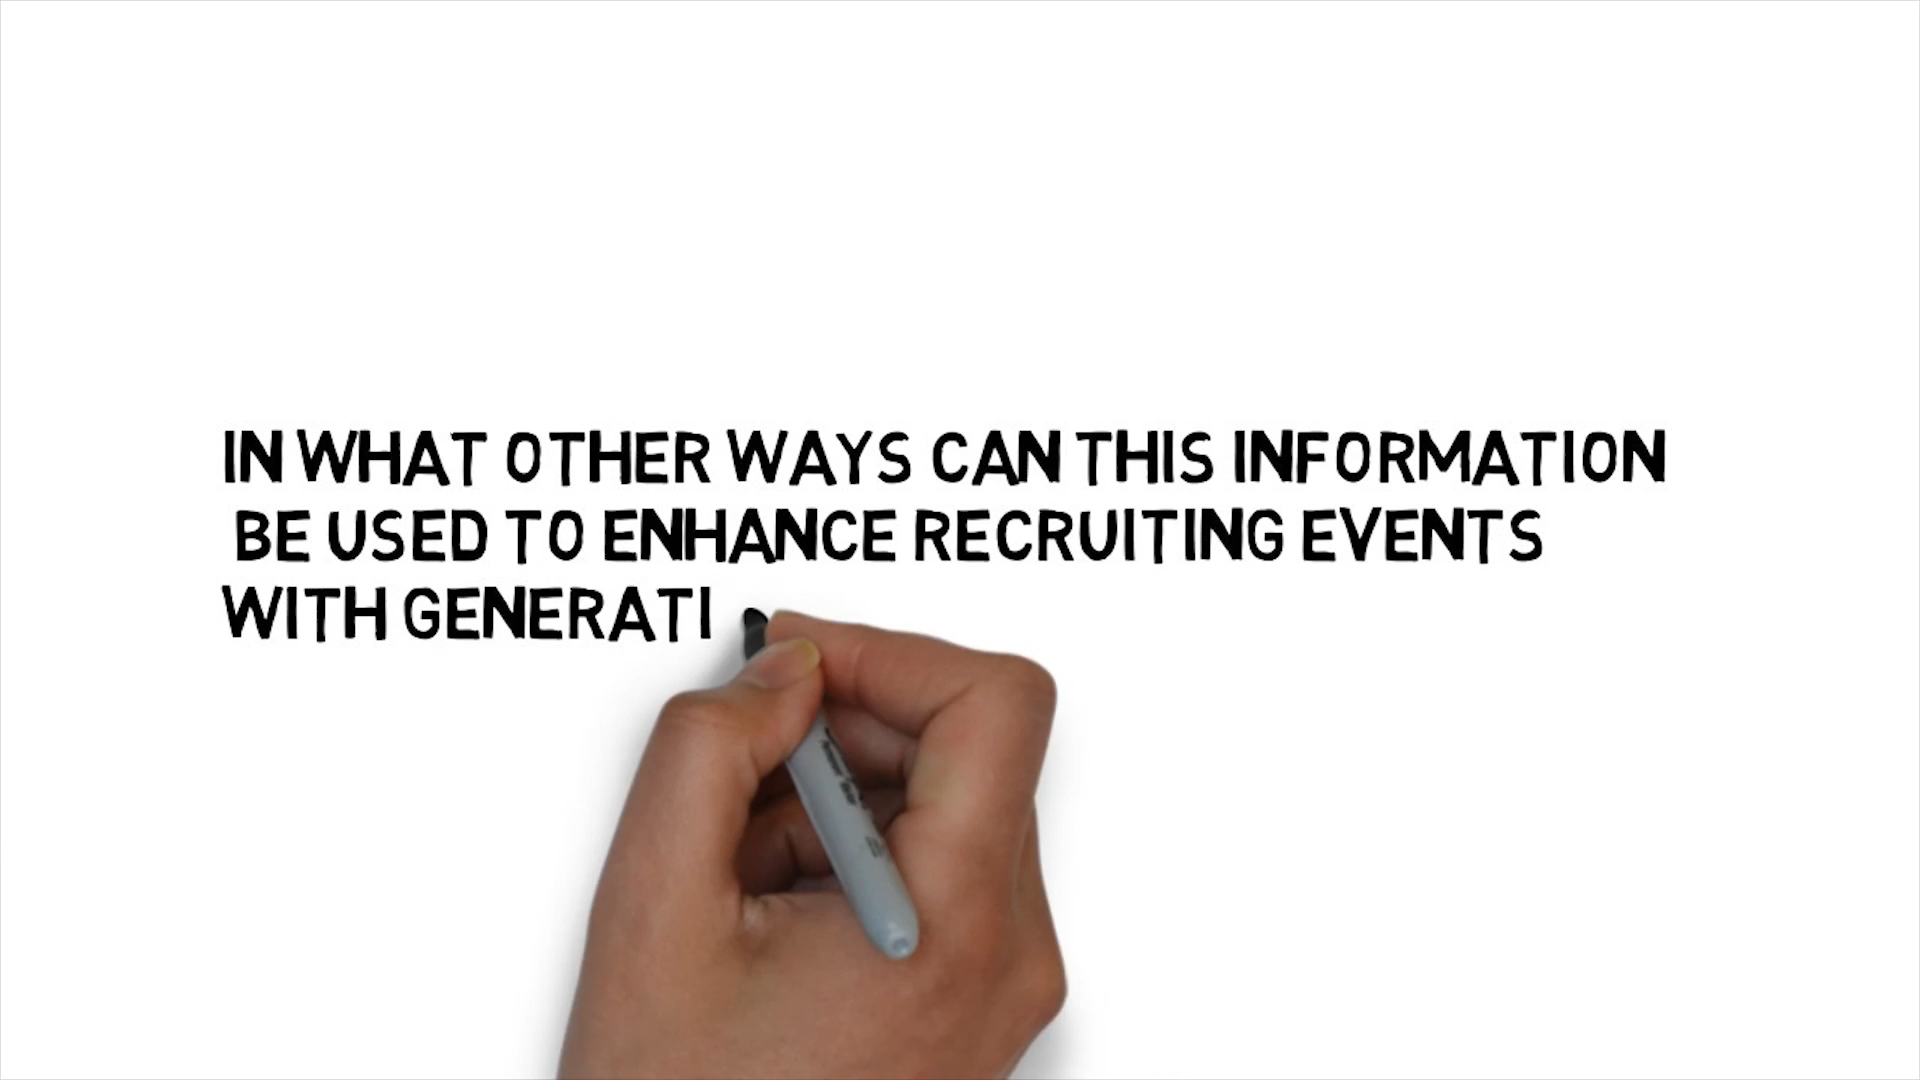 IN WHAT OTHER WAYS CAN THIS INFORMATION
BE USED TO ENHANCE RECRUITING EVENTS
WITH GENERATI